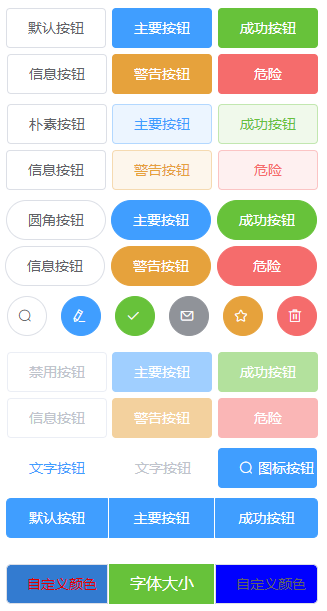 默认按钮 主要按钮 成功按钮
信息按钮 警告按钮 危险
朴素按钮 主要按钮 成功按钮
信息按钮 警告按钮 危险
圆角按钮 主要按钮 成功按钮
信息按钮 警告按钮 危险
禁用按钮 主要按钮 成功按钮
信息按钮 警告按钮 危险
文字按钮 文字按钮 图标按钮
默认按钮 主要按钮 成功按钮
自定义颜色 字体大小 自定义颜色